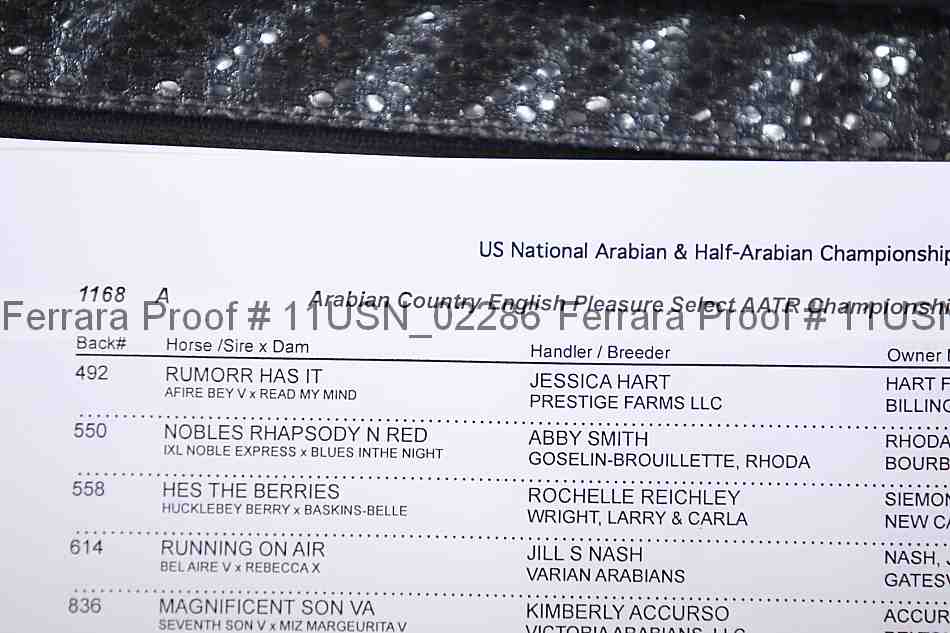 US National Arabian & Half-Arabian Championship
1168 A Arabian Country English Pleasure Select AATR Championshi
Ferrara Proof # 11USN_02286 Ferrara Proof # 11USN
Back# Horse /Sire x Dam Handler / Breeder Owner
492 RUMORR HAS IT JESSICA HART HART F
AFIRE BEY V x READ MY MIND PRESTIGE FARMS LLC BILLING
550 NOBLES RHAPSODY N RED ABBY SMITH RHODA
IXL NOBLE EXPRESS x BLUES INTHE NIGHT GOSELIN-BROUILLETTE, RHODA BOURB
558 HES THE BERRIES ROCHELLE REICHLEY SIEMON
HUCKLEBEY BERRY x BASKINS-BELLE WRIGHT, LARRY & CARLA NEW CA
614 RUNNING ON AIR JILL S NASH NASH, J
BEL AIRE V x REBECCA X VARIAN ARABIANS GATESV
836 MAGNIFICENT SON VA KIMBERLY ACCURSO ACCUR
SEVENTH SON V x MIZ MARGEURITA V VICTORIA ARABIANS, LLC